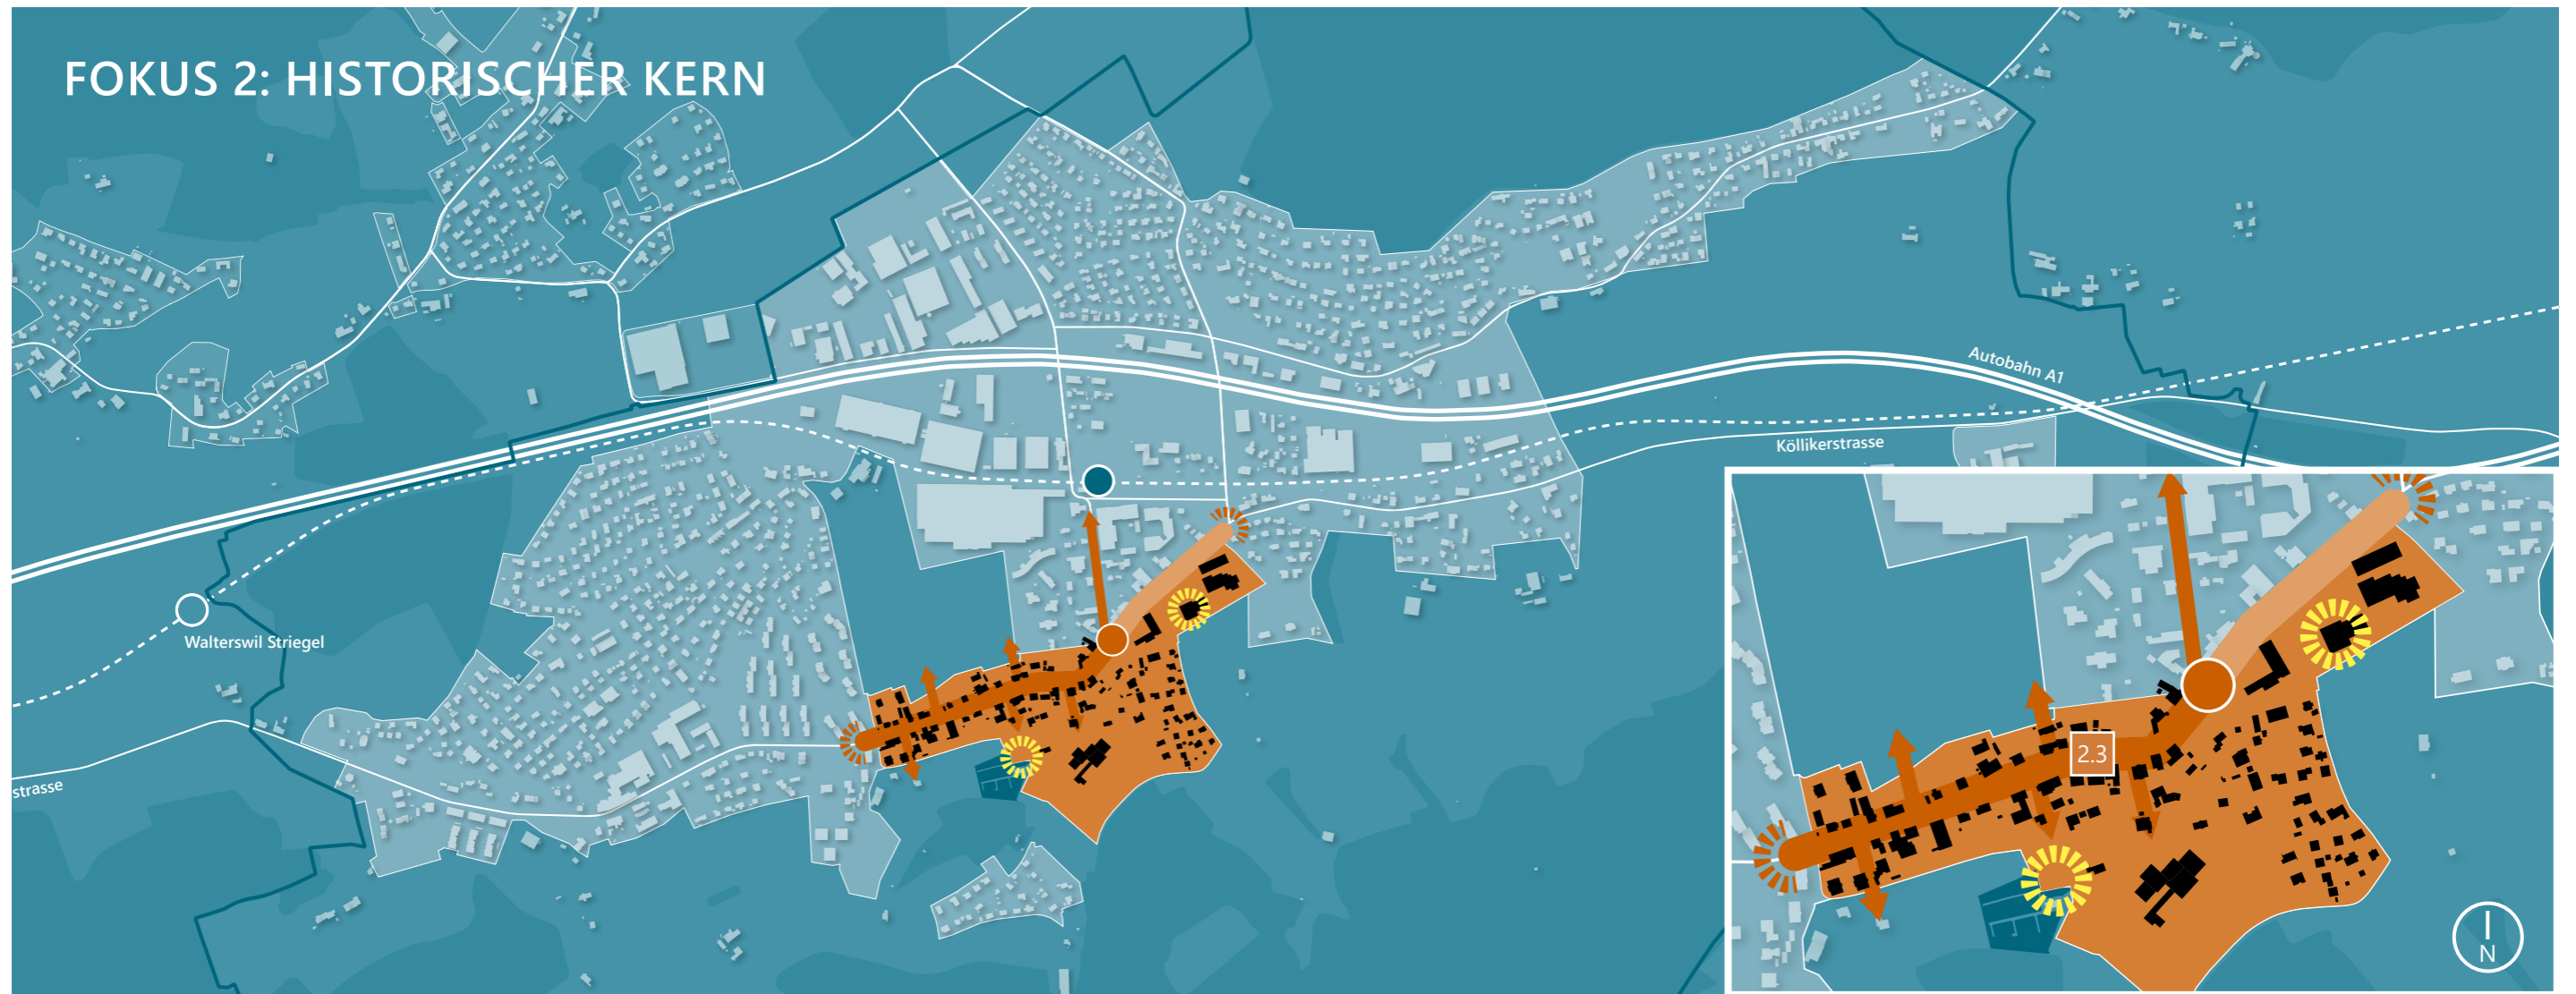 FOKUS 2: HISTORISCHER KERN
Autobahn A1
Köllikerstrasse
Walterswil Striegel
strasse
2.3
N